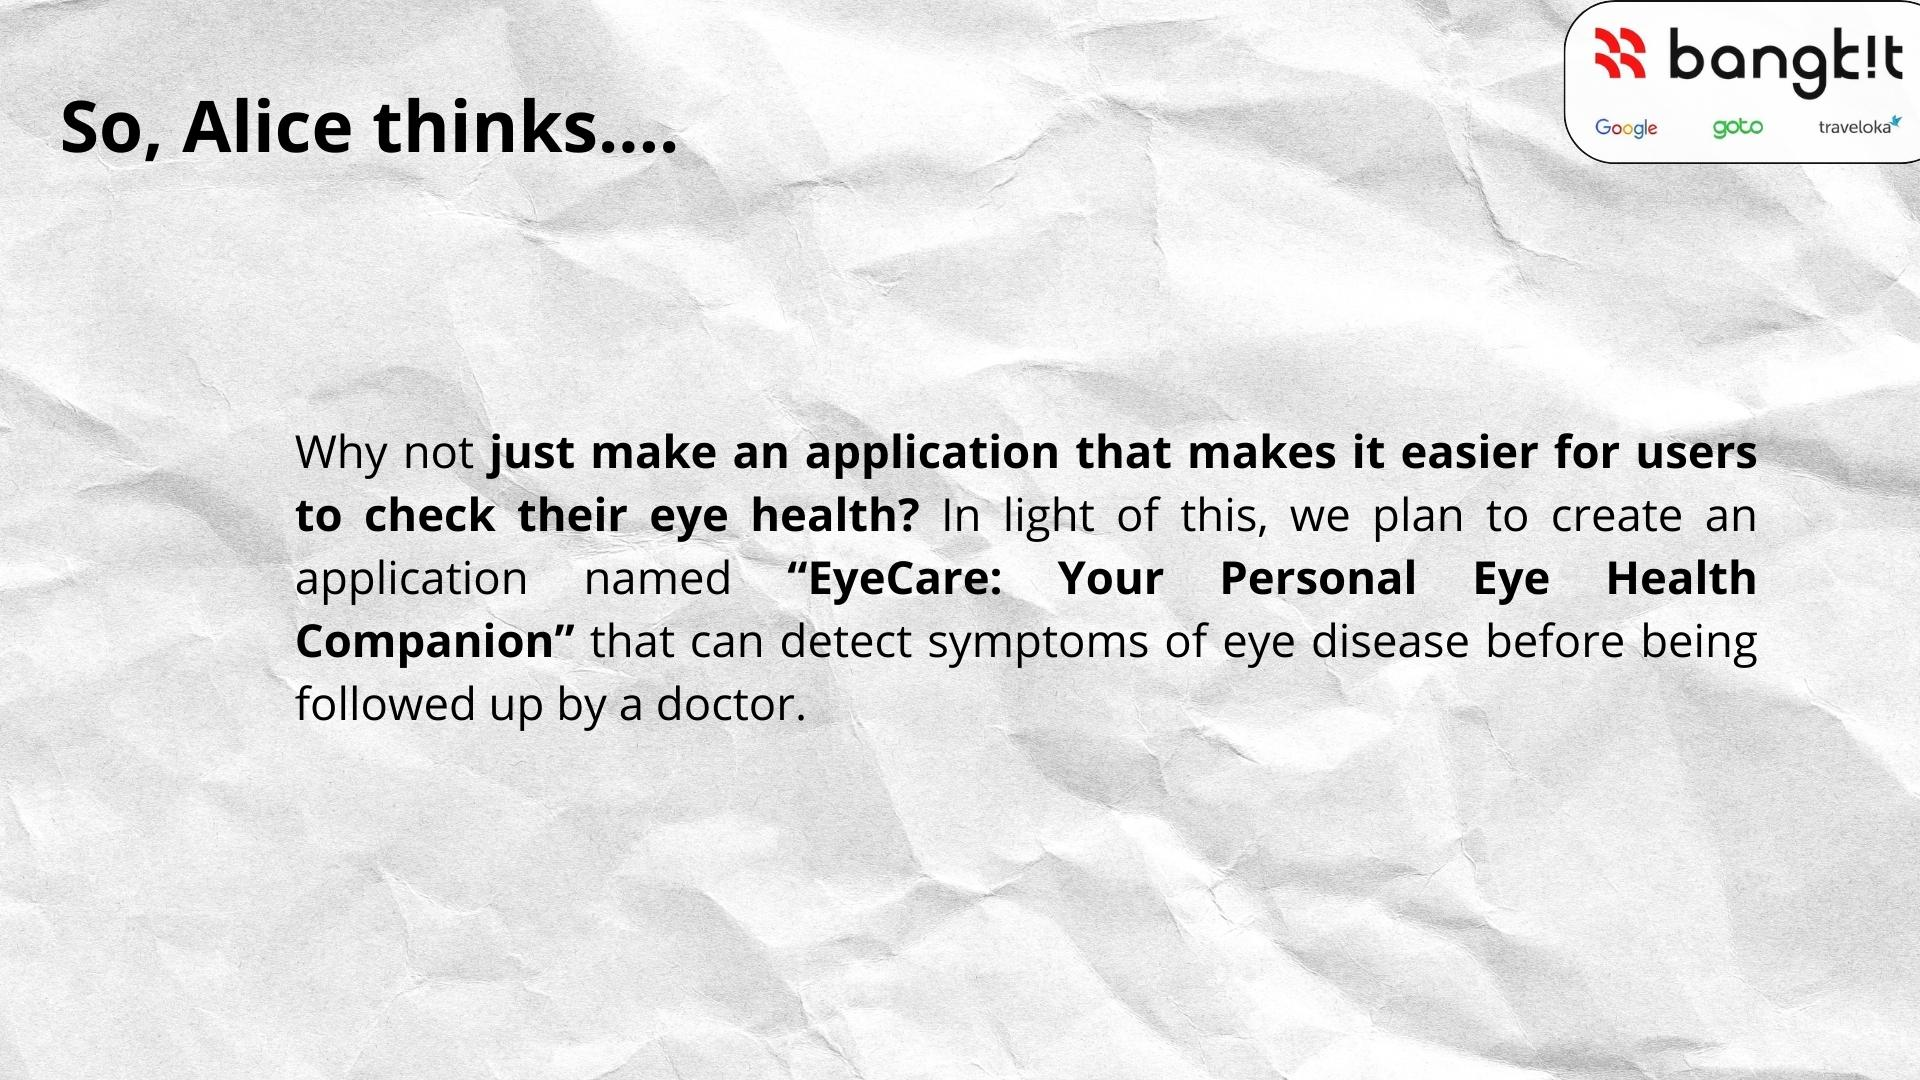 bangk!t
Google goto traveloka
So, Alice thinks....
Why not just make an application that makes it easier for users
to check their eye health? In light of this, we plan to create an
application named “EyeCare: Your Personal Eye Health
Companion” that can detect symptoms of eye disease before being
followed up by a doctor.